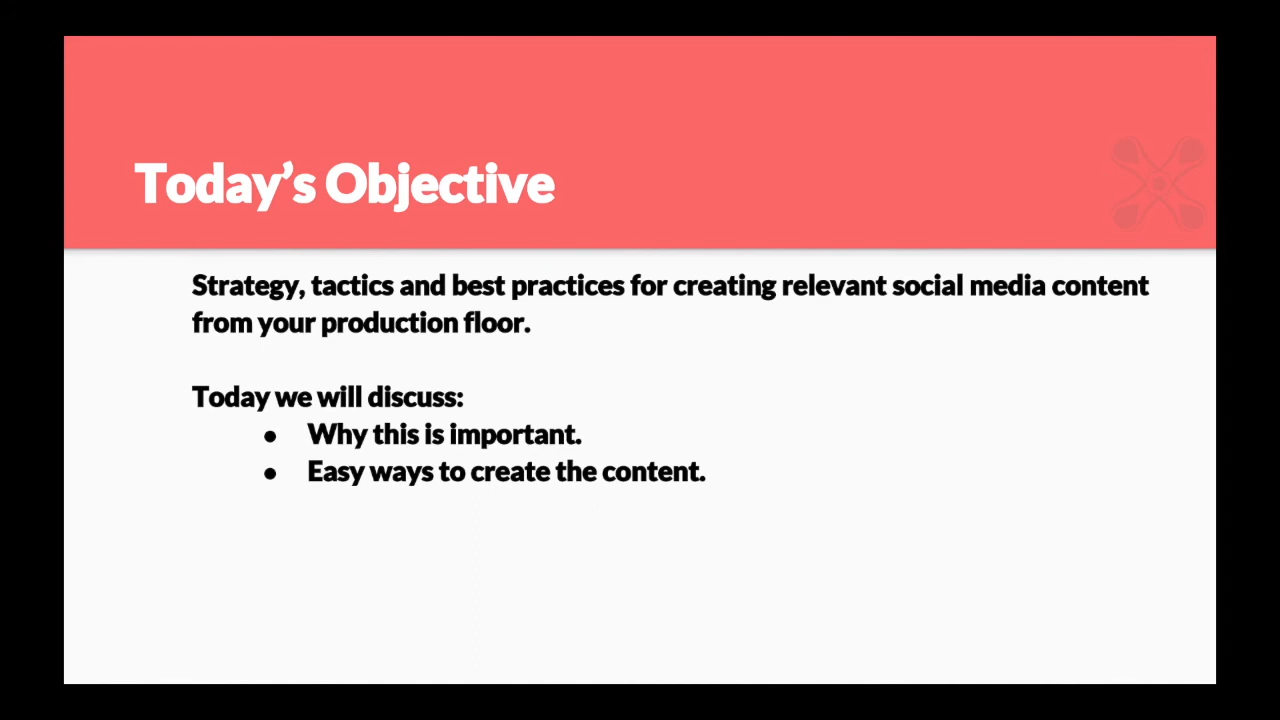 Today’s Objective
Strategy, tactics and best practices for creating relevant social media content
from your production floor.
Today we will discuss:
● Why this is important.
● Easy ways to create the content.